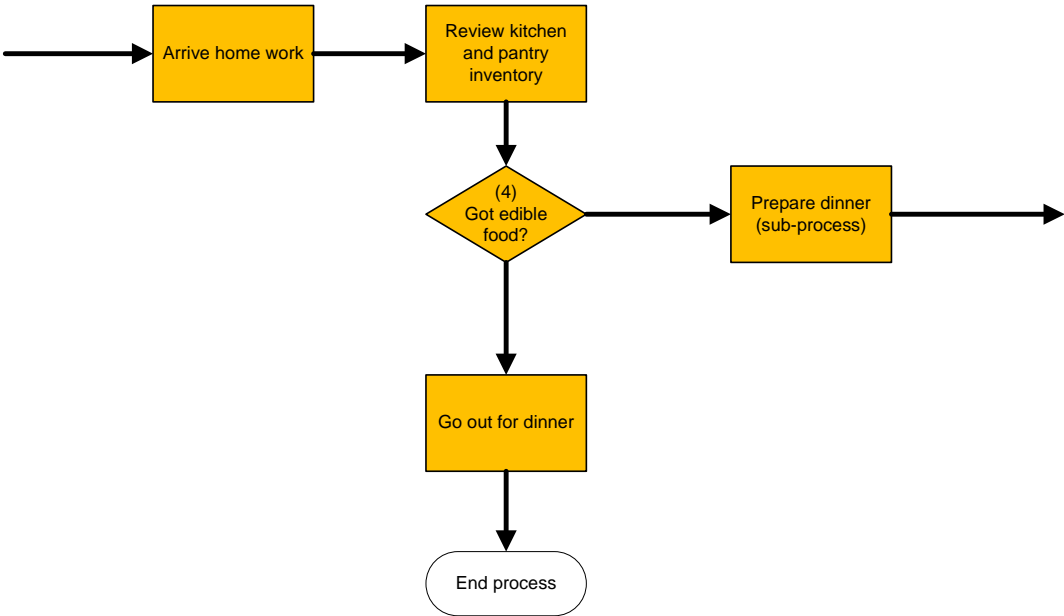 Arrive home work
Review kitchen
and pantry
inventory
(4)
Got edible
food?
Prepare dinner
(sub-process)
Go out for dinner
End process